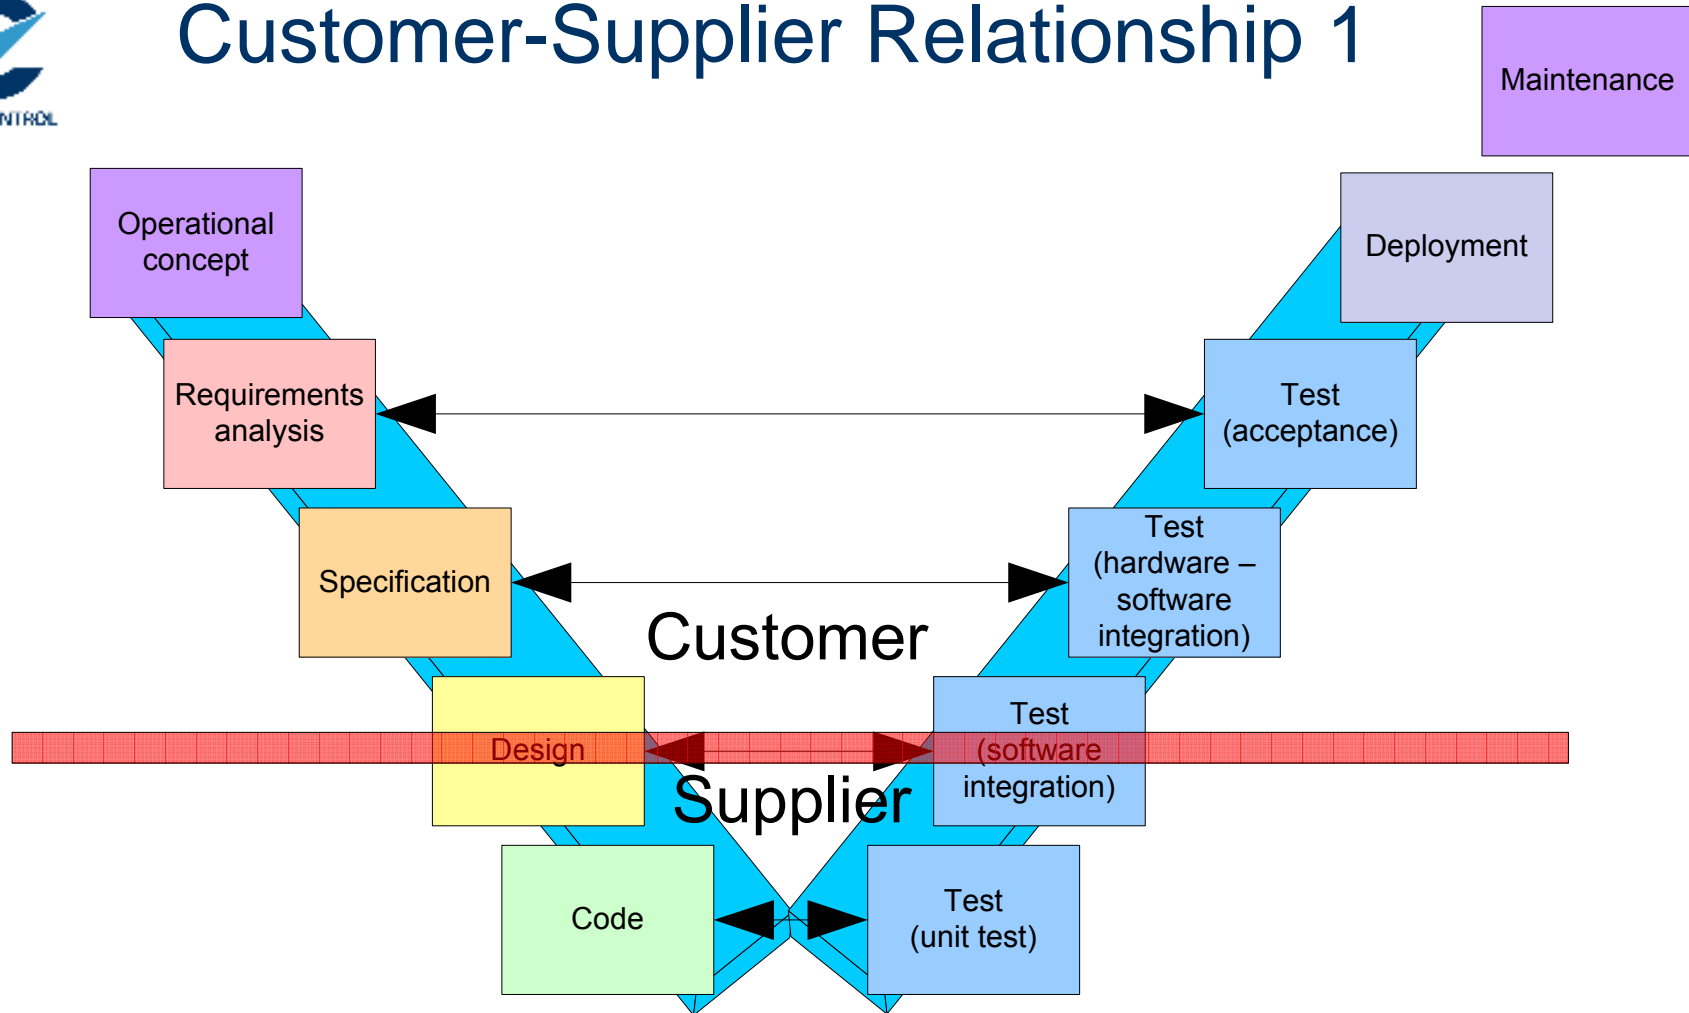 Customer-Supplier Relationship 1
NTROL
Maintenance
Operational
concept
Deployment
Requirements
analysis
Test
(acceptance)
Specification
Test
(hardware –
software
integration)
Customer
Design
Test
(software
integration)
Supplier
Code
Test
(unit test)